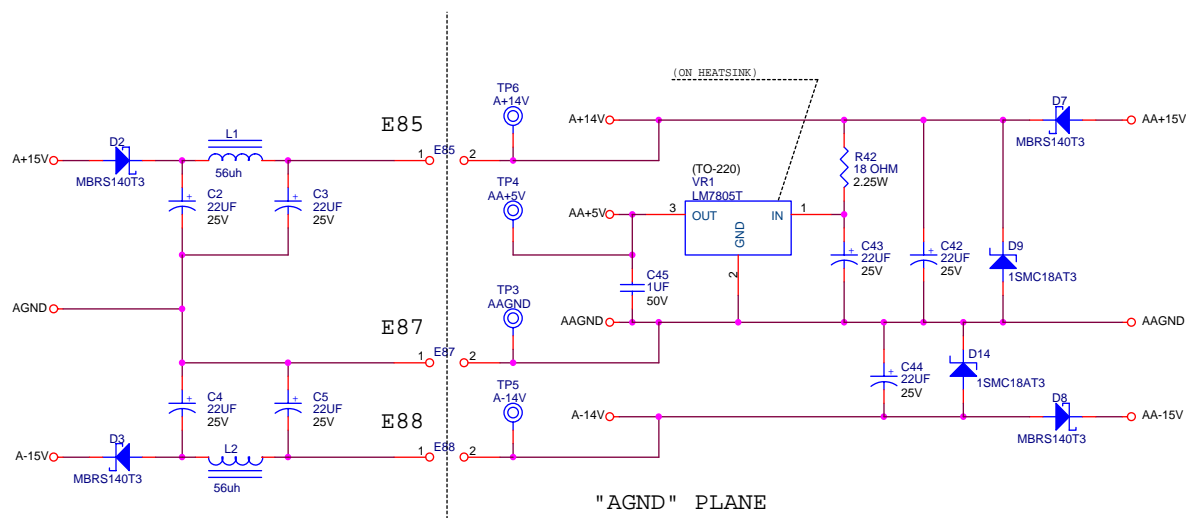 (ON HEATSINK)
TP6
A+14V
E85
A+14V
D7
AA+15V
MBRS140T3
D2
L1
A+15V
MBRS140T3
56uh
1
E85
2
R42
18 OHM
2.25W
(TO-220)
VR1
LM7805T
TP4
AA+5V
C2
22UF
25V
C3
22UF
25V
AA+5V
3
OUT
IN
1
GND
2
C43
22UF
25V
C42
22UF
25V
D9
1SMC18AT3
C45
1UF
50V
TP3
AAGND
AGND
AAGND
AAGND
E87
1
E87
2
D14
1SMC18AT3
C44
22UF
25V
TP5
A-14V
C4
22UF
25V
C5
22UF
25V
A-14V
D8
AA-15V
MBRS140T3
E88
D3
L2
A-15V
MBRS140T3
56uh
1
E88
2
"AGND" PLANE